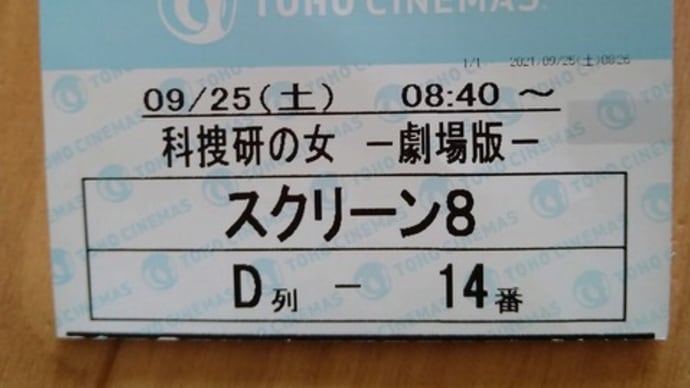 TOHO CINEMAS
1/1 2021/09/25(土)08:26
09/25(土) 08:40 ～
科捜研の女 －劇場版－
スクリーン8
D列 － 14番